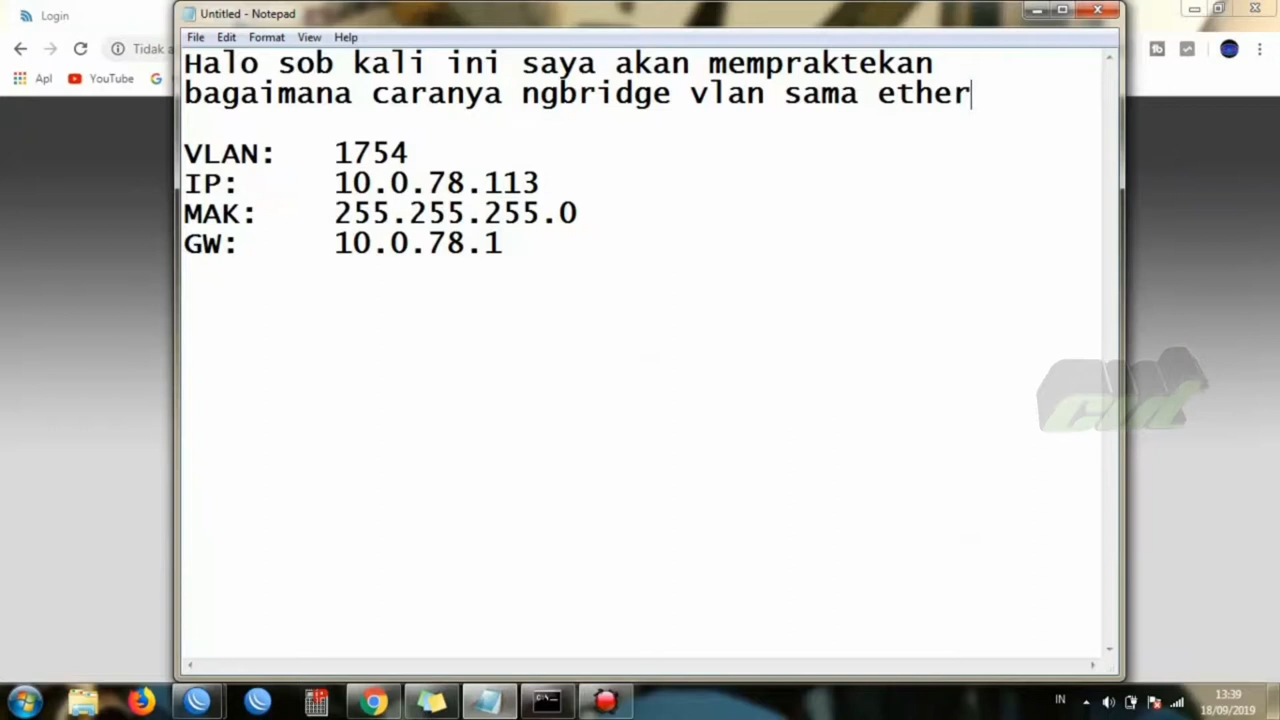 Login
Untitled - Notepad
Tidak a
Apl
YouTube
File Edit Format View Help
Halo sob kali ini saya akan mempraktekan
bagaimana caranya ngbridge vlan sama ether
VLAN: 1754
IP: 10.0.78.113
MAK: 255.255.255.0
GW: 10.0.78.1
IN
13:39
18/09/2019